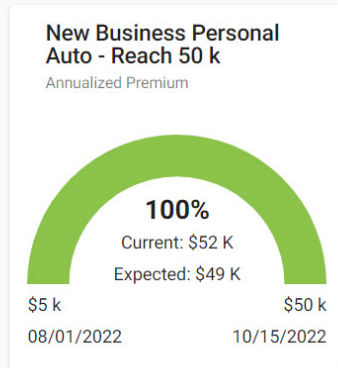 New Business Personal
Auto - Reach 50 k
Annualized Premium
100%
Current: $52 K
Expected: $49 K
$5 k $50 k
08/01/2022 10/15/2022